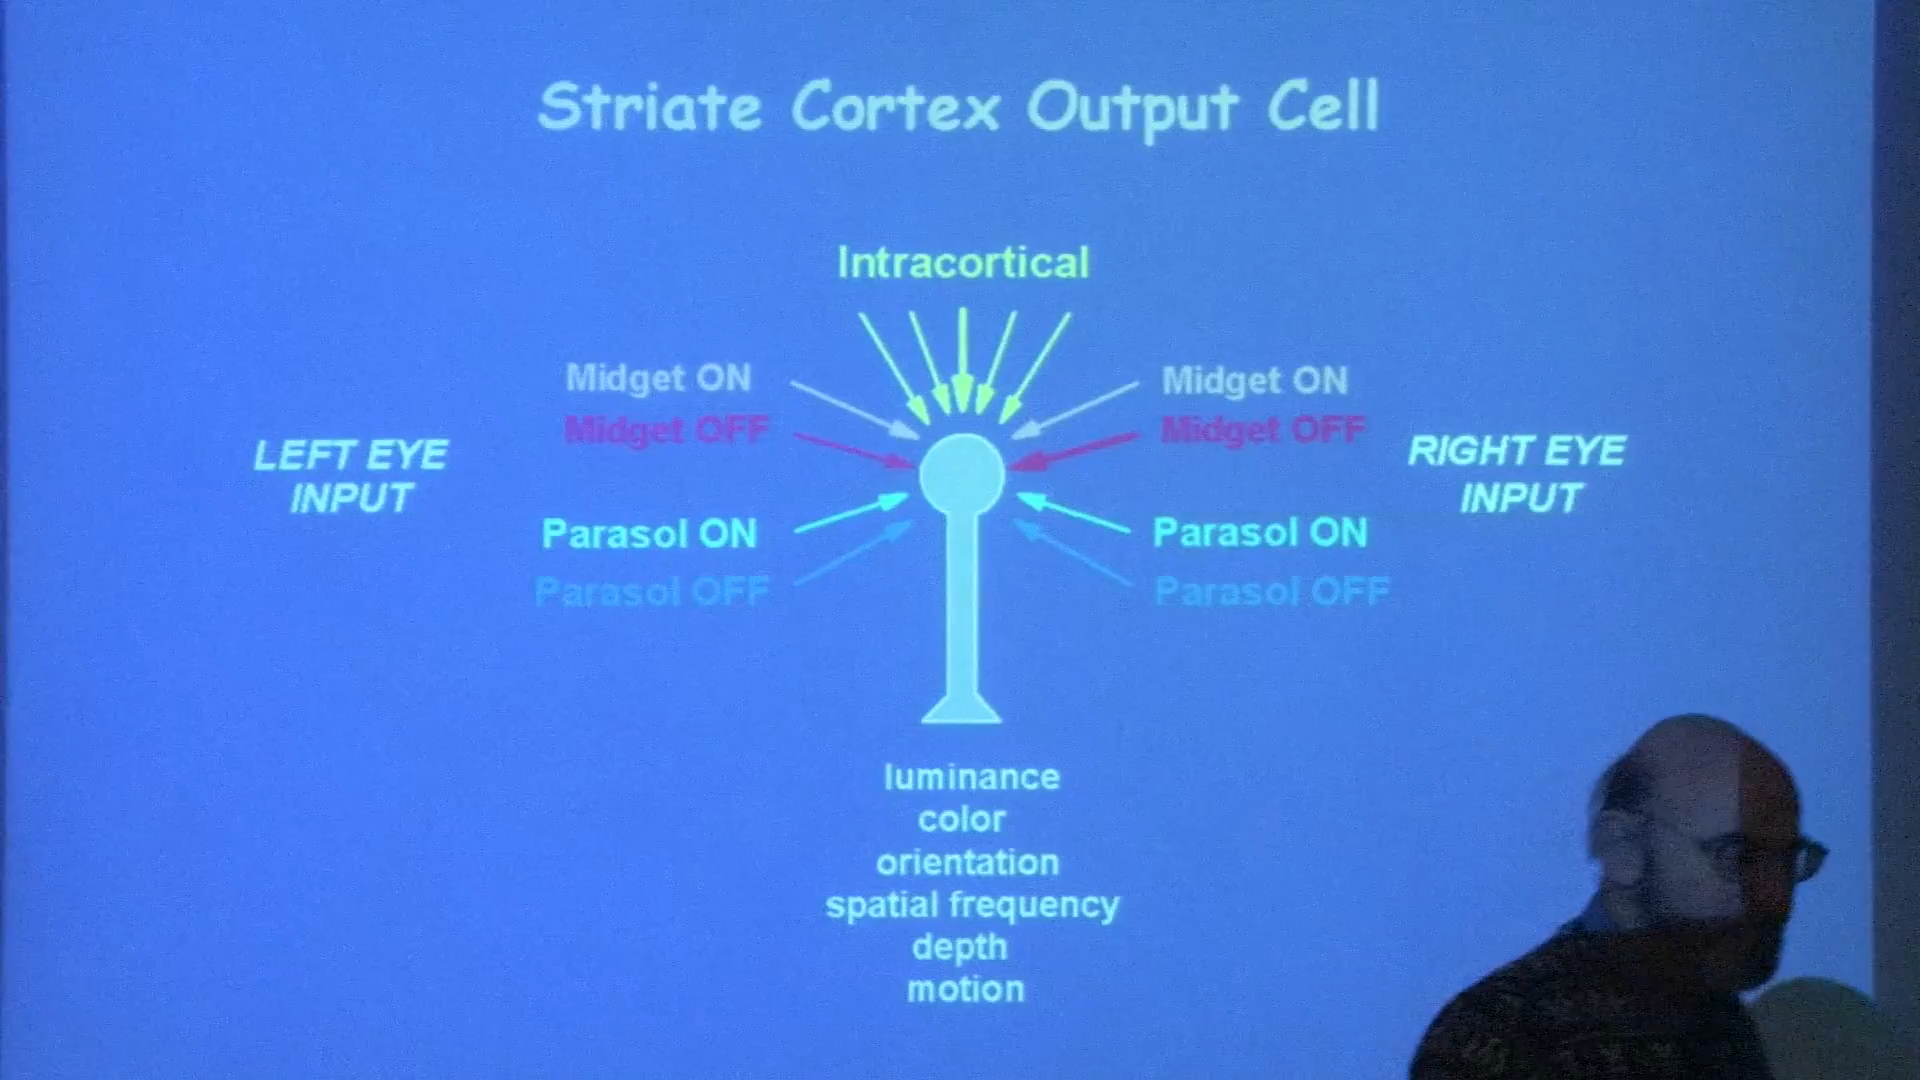 Striate Cortex Output Cell
Intracortical
Midget ON
Midget OFF
LEFT EYE
INPUT
Parasol ON
Parasol OFF
Midget ON
Midget OFF
RIGHT EYE
INPUT
Parasol ON
Parasol OFF
luminance
color
orientation
spatial frequency
depth
motion